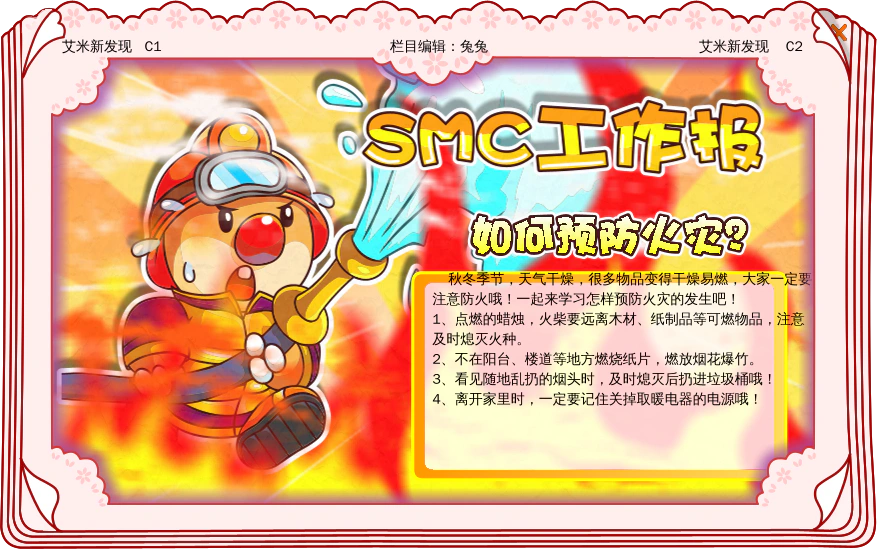 艾米新发现 C1
栏目编辑：兔兔
艾米新发现 C2
SMC工作报
如何预防火灾?
秋冬季节，天气干燥，很多物品变得干燥易燃，大家一定要
注意防火哦！一起来学习怎样预防火灾的发生吧！
1、点燃的蜡烛，火柴要远离木材、纸制品等可燃物品，注意
及时熄灭火种。
2、不在阳台、楼道等地方燃烧纸片，燃放烟花爆竹。
3、看见随地乱扔的烟头时，及时熄灭后扔进垃圾桶哦！
4、离开家里时，一定要记住关掉取暖电器的电源哦！